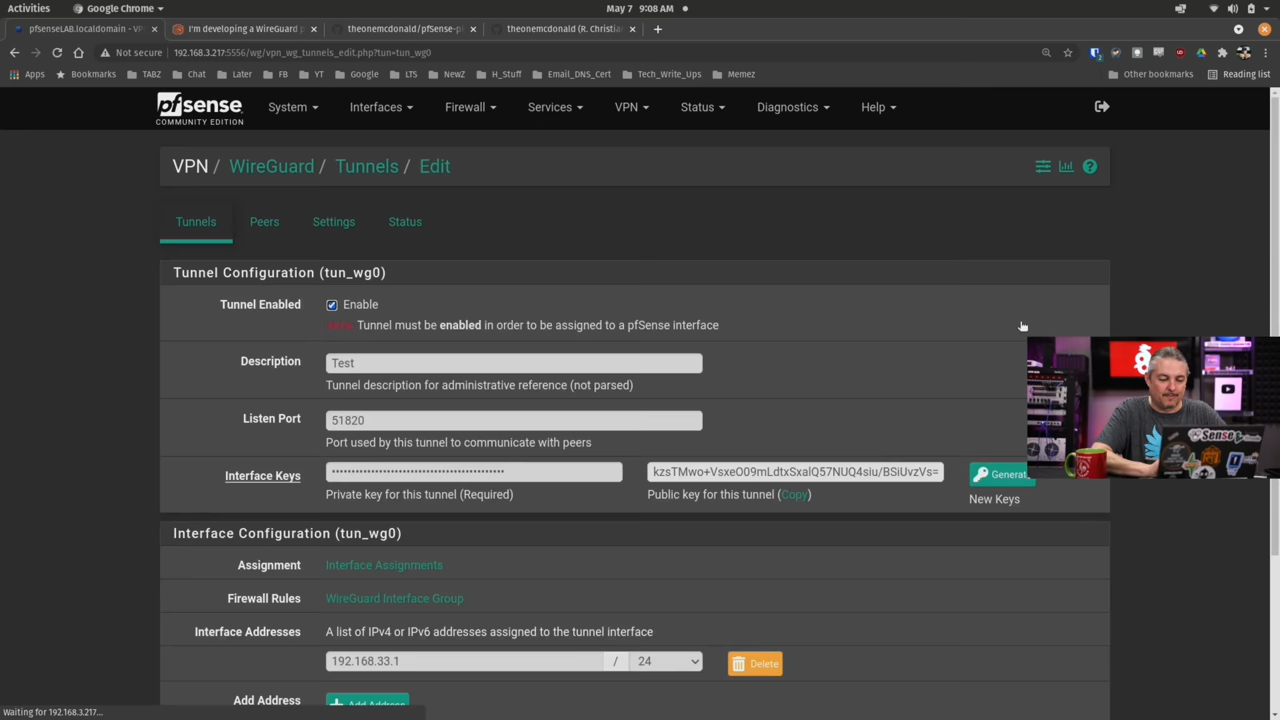 Activities
Google Chrome
May 7 9:08 AM
pfsenseLAB.localdomain - VP
I'm developing a WireGuard p
theonemcdonald/pfsense-p
theonemcdonald (R. Christia
Not secure 192.168.3.217:5556/wg/vpn_wg_tunnels_edit.php?tun=tun_wg0
Apps Bookmarks TABZ Chat Later FB YT Google LTS NewZ H_Stuff Email_DNS_Cert Tech_Write_Ups Memez Other bookmarks Reading list
pfsense
COMMUNITY EDITION
System Interfaces Firewall Services VPN Status Diagnostics Help
VPN / WireGuard / Tunnels / Edit
Tunnels Peers Settings Status
Tunnel Configuration (tun_wg0)
Tunnel Enabled Enable
Tunnel must be enabled in order to be assigned to a pfSense interface
Description Test
Tunnel description for administrative reference (not parsed)
Listen Port 51820
Port used by this tunnel to communicate with peers
Interface Keys kzsTMwo+VsxeO09mLdtxSxalQ57NUQ4siu/BSiUvzVs= Generat
Private key for this tunnel (Required) Public key for this tunnel (Copy) New Keys
Interface Configuration (tun_wg0)
Assignment Interface Assignments
Firewall Rules WireGuard Interface Group
Interface Addresses A list of IPv4 or IPv6 addresses assigned to the tunnel interface
192.168.33.1 / 24 Delete
Add Address + Add Address
Waiting for 192.168.3.217...